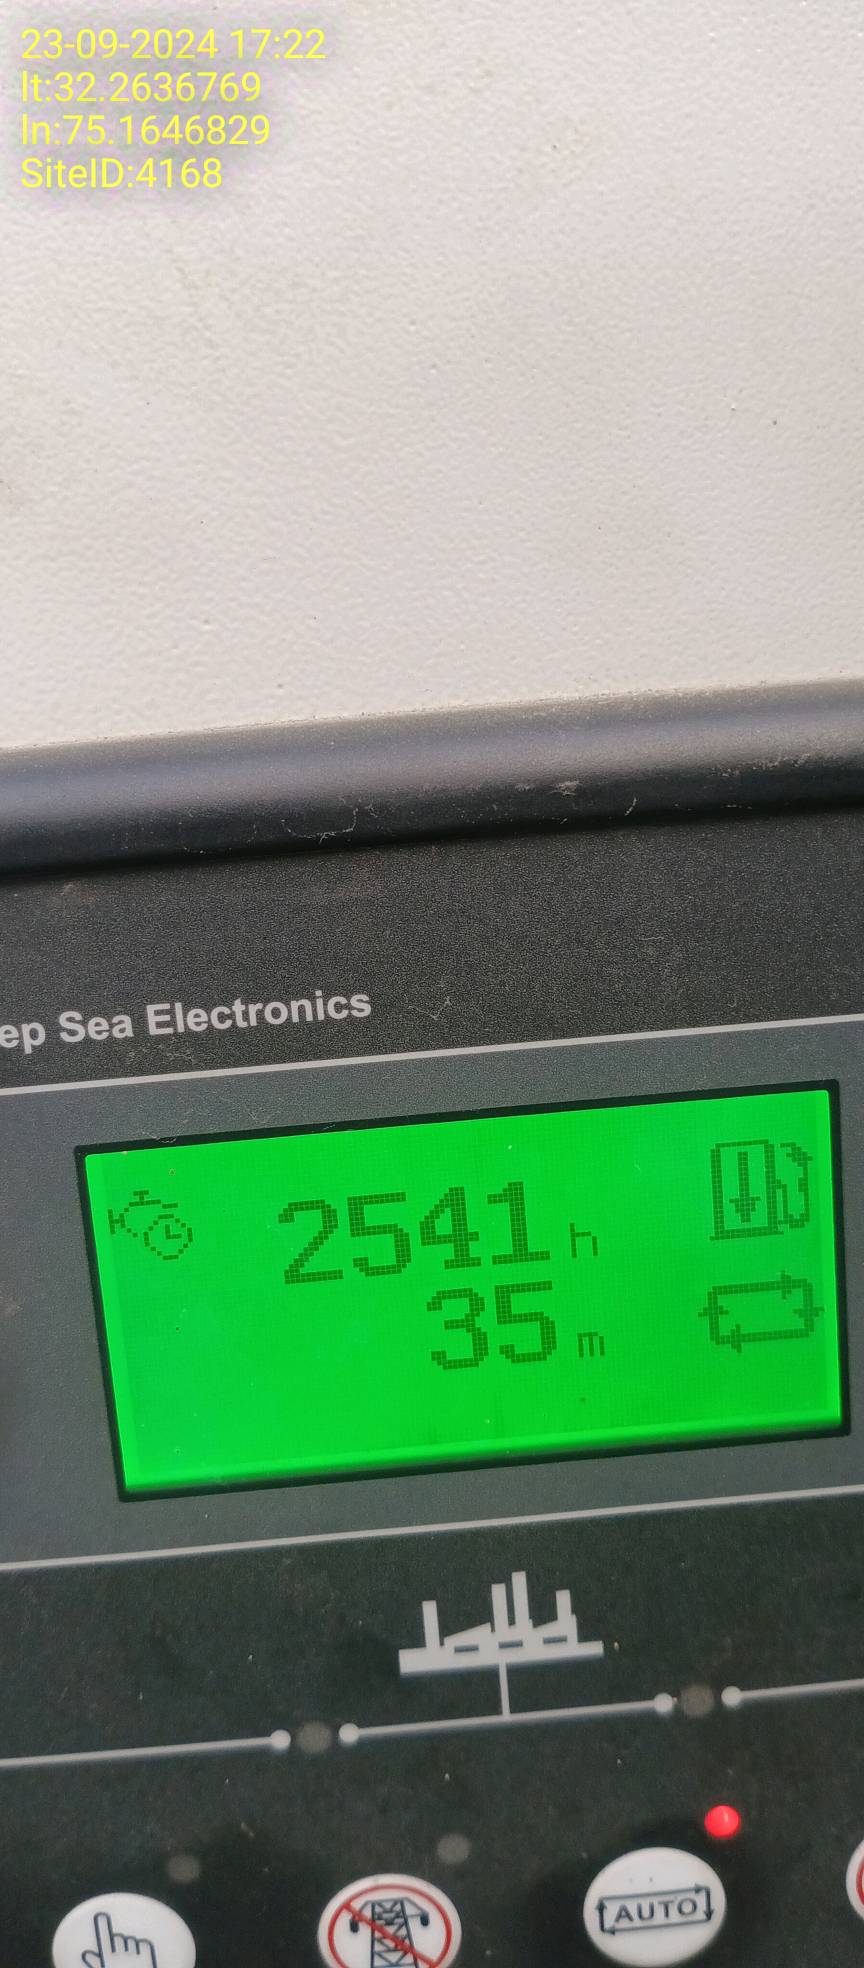 23-09-2024 17:22
lt:32.2636769
ln:75.1646829
SiteID:4168
ep Sea Electronics
2541 h
35 m
AUTO